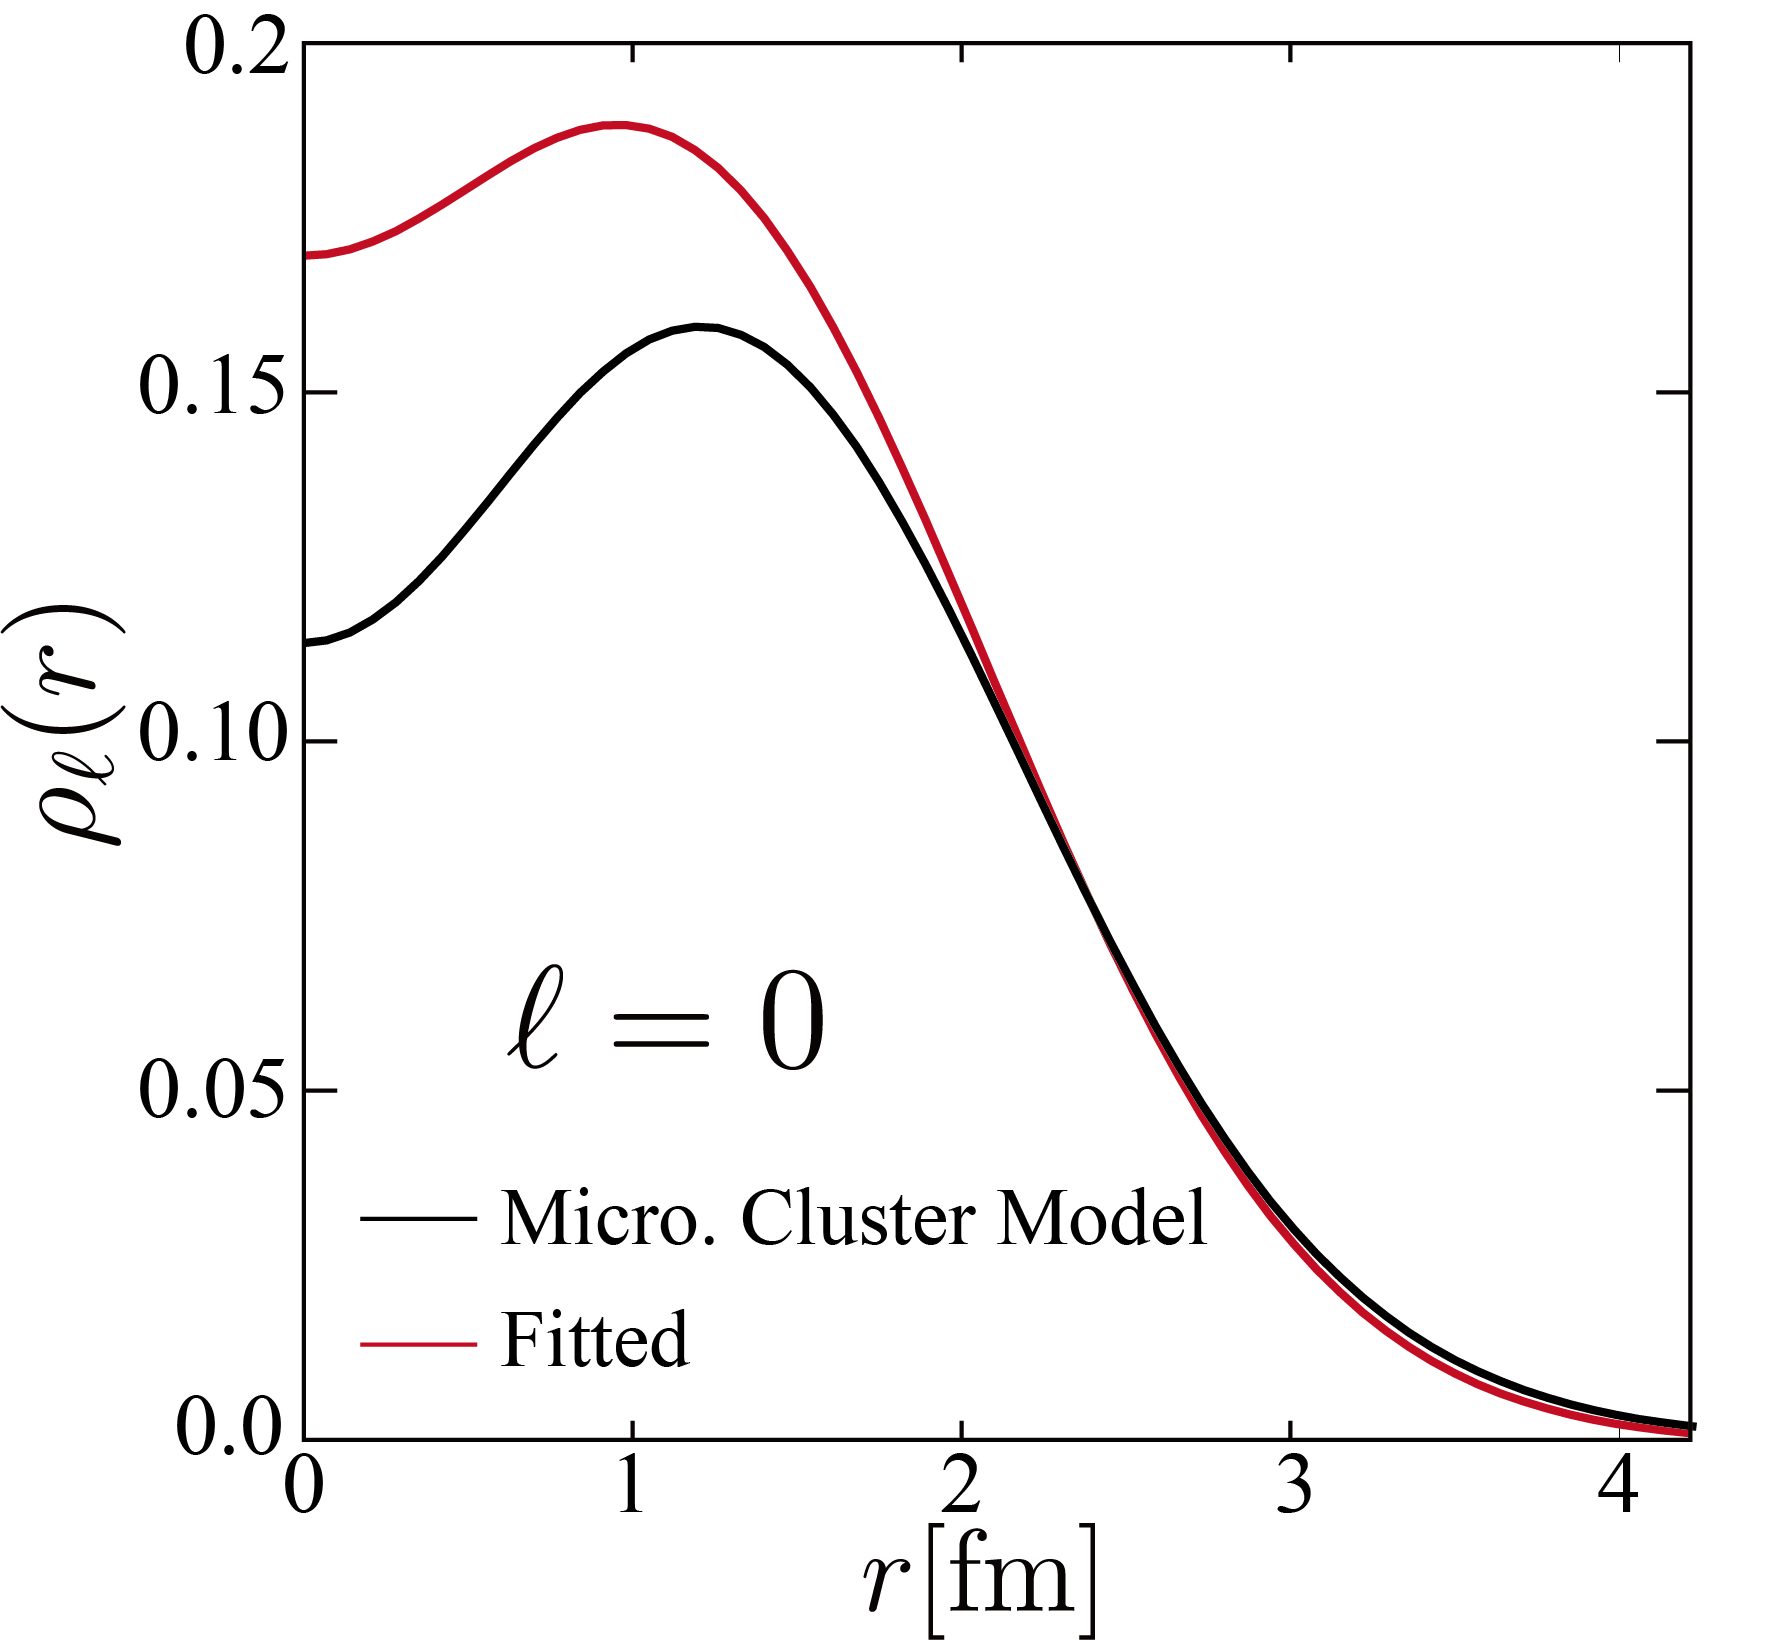 0.2
0.15
0.10
0.05
0.0
ρℓ(r)
ℓ = 0
Micro. Cluster Model
Fitted
0 1 2 3 4
r[fm]